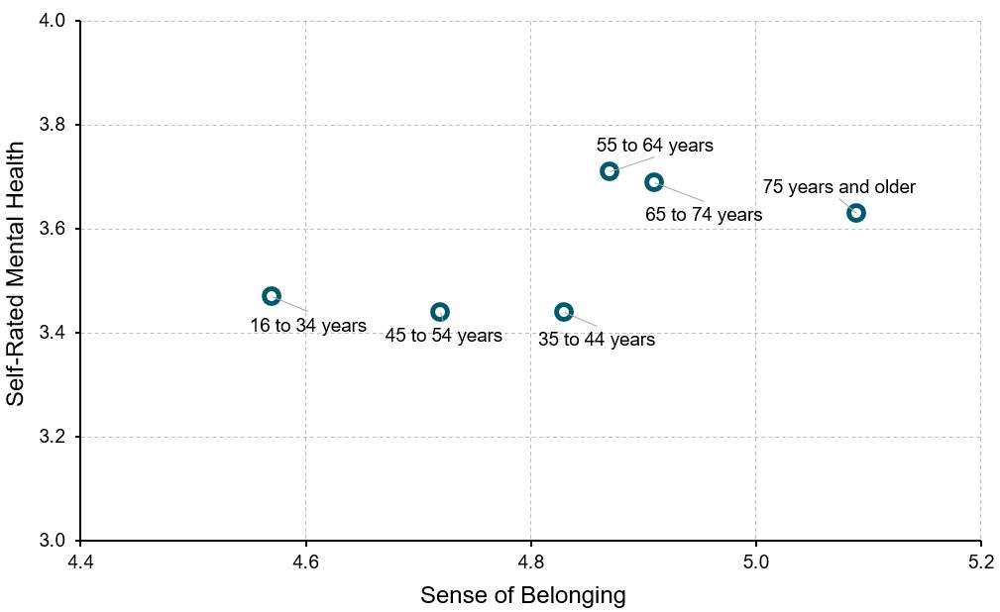 4.0
3.8
3.6
3.4
3.2
3.0
Self-Rated Mental Health
55 to 64 years
75 years and older
65 to 74 years
16 to 34 years
45 to 54 years
35 to 44 years
4.4
4.6
4.8
5.0
5.2
Sense of Belonging